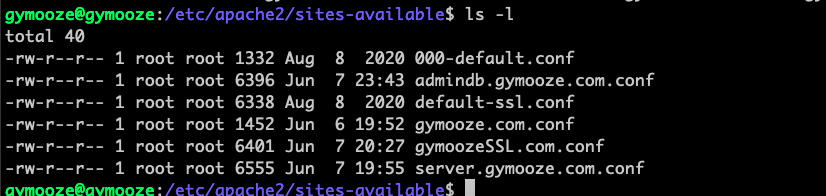 gymooze@gymooze:/etc/apache2/sites-available$ ls -l
total 40
-rw-r--r-- 1 root root 1332 Aug  8  2020 000-default.conf
-rw-r--r-- 1 root root 6396 Jun  7 23:43 admindb.gymooze.com.conf
-rw-r--r-- 1 root root 6338 Aug  8  2020 default-ssl.conf
-rw-r--r-- 1 root root 1452 Jun  6 19:52 gymooze.com.conf
-rw-r--r-- 1 root root 6401 Jun  7 20:27 gymoozeSSL.com.conf
-rw-r--r-- 1 root root 6555 Jun  7 19:55 server.gymooze.com.conf
gymooze@gymooze:/etc/apache2/sites-available$